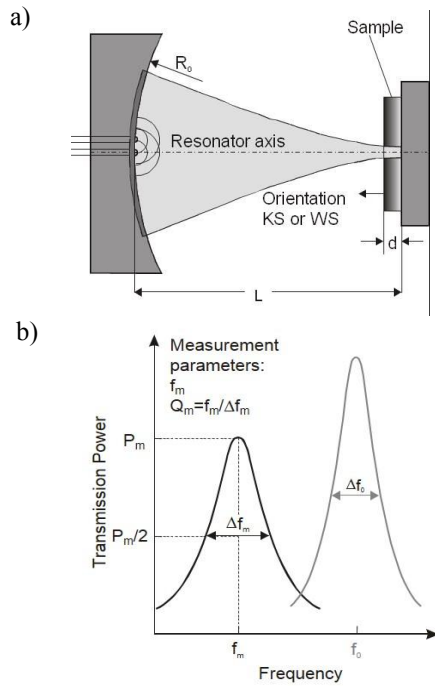 a)
Sample
R₀
Resonator axis
Orientation
KS or WS
d
L
b)
Measurement
parameters:
fₘ
Qₘ=fₘ/Δfₘ
Transmission Power
Pₘ
Pₘ/2
Δfₘ
Δf₀
fₘ
f₀
Frequency